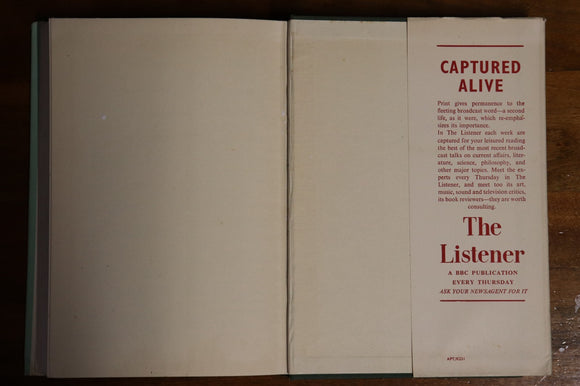 CAPTURED
ALIVE
Print gives permanence to the
fleeting broadcast word—a second
life, as it were, which re-empha-
sizes its importance.
In The Listener each week are
captured for your leisured reading
the best of the most recent broad-
cast talks on current affairs, liter-
ature, science, philosophy, and
other major topics. Meet the ex-
perts every Thursday in The
Listener, and meet too its art,
music, sound and television critics,
its book reviewers—they are worth
consulting.
The
Listener
A BBC PUBLICATION
EVERY THURSDAY
ASK YOUR NEWSAGENT FOR IT